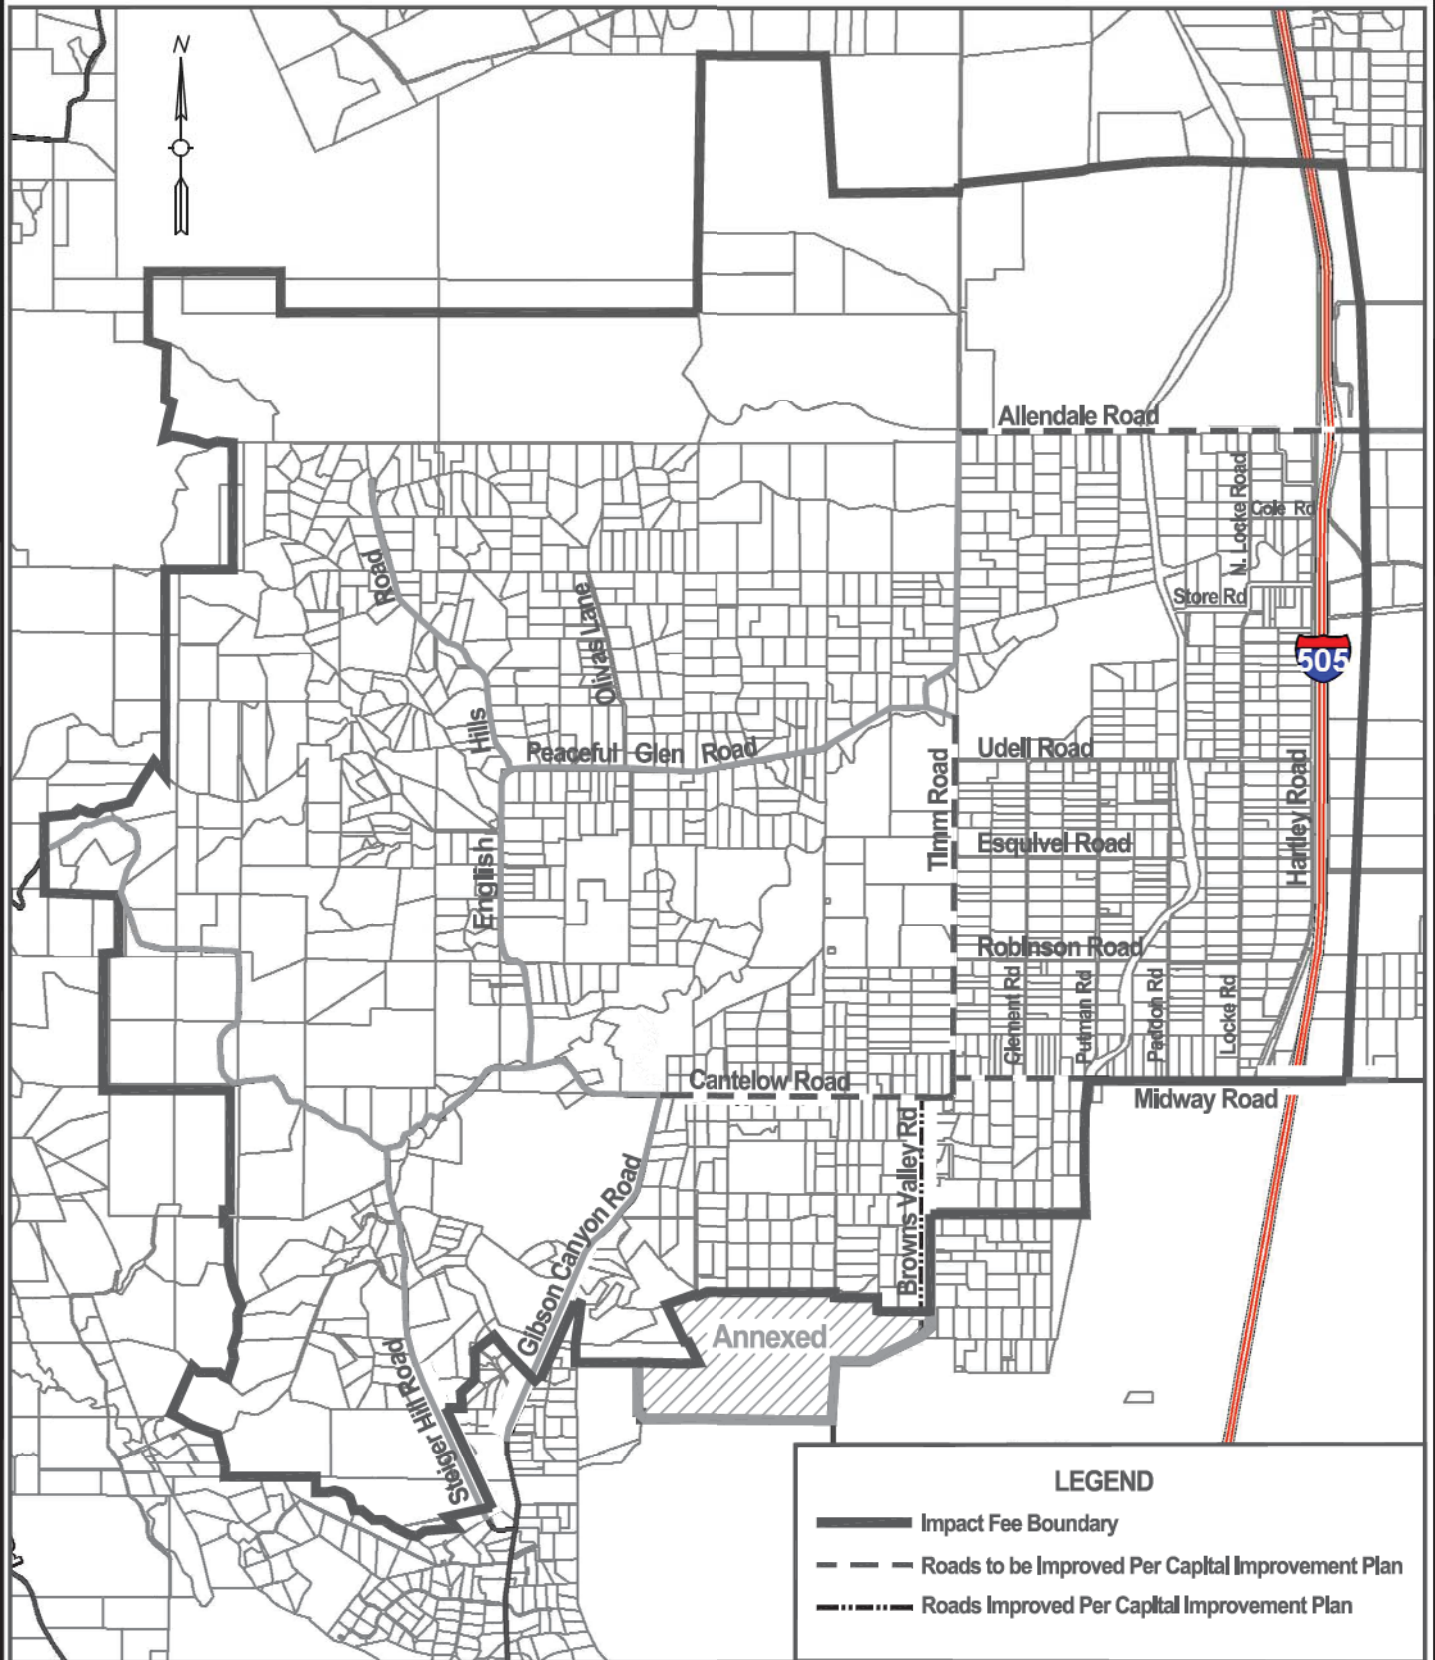 N
Allendale Road
N. Locke Road
Cole Rd
Store Rd
Road
Olivas Lane
505
Hills
Peaceful Glen Road
Udell Road
Timm Road
Hartley Road
English
Esquivel Road
Robinson Road
Clement Rd
Putman Rd
Paddon Rd
Locke Rd
Cantelow Road
Midway Road
Browns Valley Rd
Gibson Canyon Road
Annexed
Steiger Hill Road
LEGEND
Impact Fee Boundary
Roads to be Improved Per Capital Improvement Plan
Roads Improved Per Capital Improvement Plan